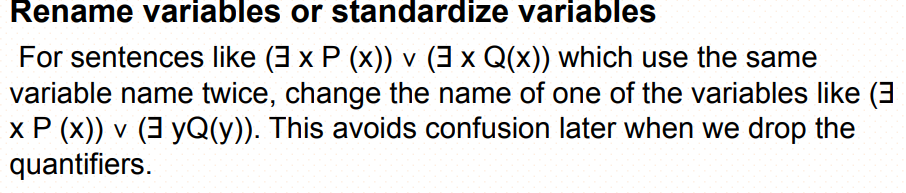 Rename variables or standardize variables
For sentences like (∃ x P (x)) ∨ (∃ x Q(x)) which use the same
variable name twice, change the name of one of the variables like (∃
x P (x)) ∨ (∃ yQ(y)). This avoids confusion later when we drop the
quantifiers.